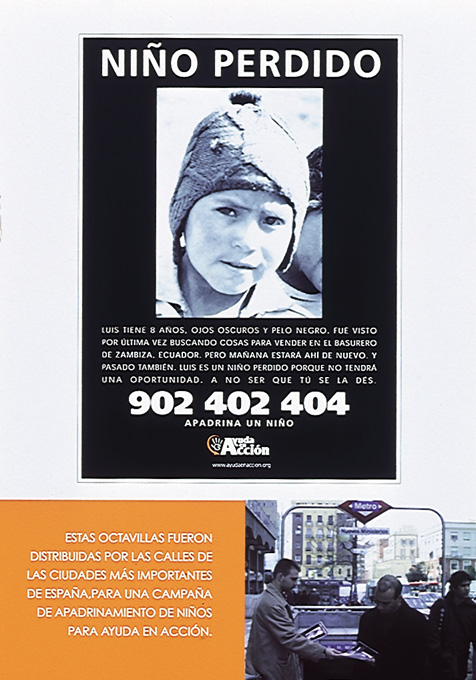 NIÑO PERDIDO
LUIS TIENE 8 AÑOS, OJOS OSCUROS Y PELO NEGRO. FUÉ VISTO
POR ÚLTIMA VEZ BUSCANDO COSAS PARA VENDER EN EL BASURERO
DE ZAMBIZA. ECUADOR. PERO MAÑANA ESTARÁ AHÍ DE NUEVO. Y
PASADO TAMBIÉN. LUIS ES UN NIÑO PERDIDO PORQUE NO TENDRÁ
UNA OPORTUNIDAD. A NO SER QUE TÚ SE LA DES.
902 402 404
APADRINA UN NIÑO
Ayuda en Acción
www.ayudaenaccion.org
ESTAS OCTAVILLAS FUERON
DISTRIBUIDAS POR LAS CALLES DE
LAS CIUDADES MÁS IMPORTANTES
DE ESPAÑA,PARA UNA CAMPAÑA
DE APADRINAMIENTO DE NIÑOS
PARA AYUDA EN ACCIÓN.
Metro